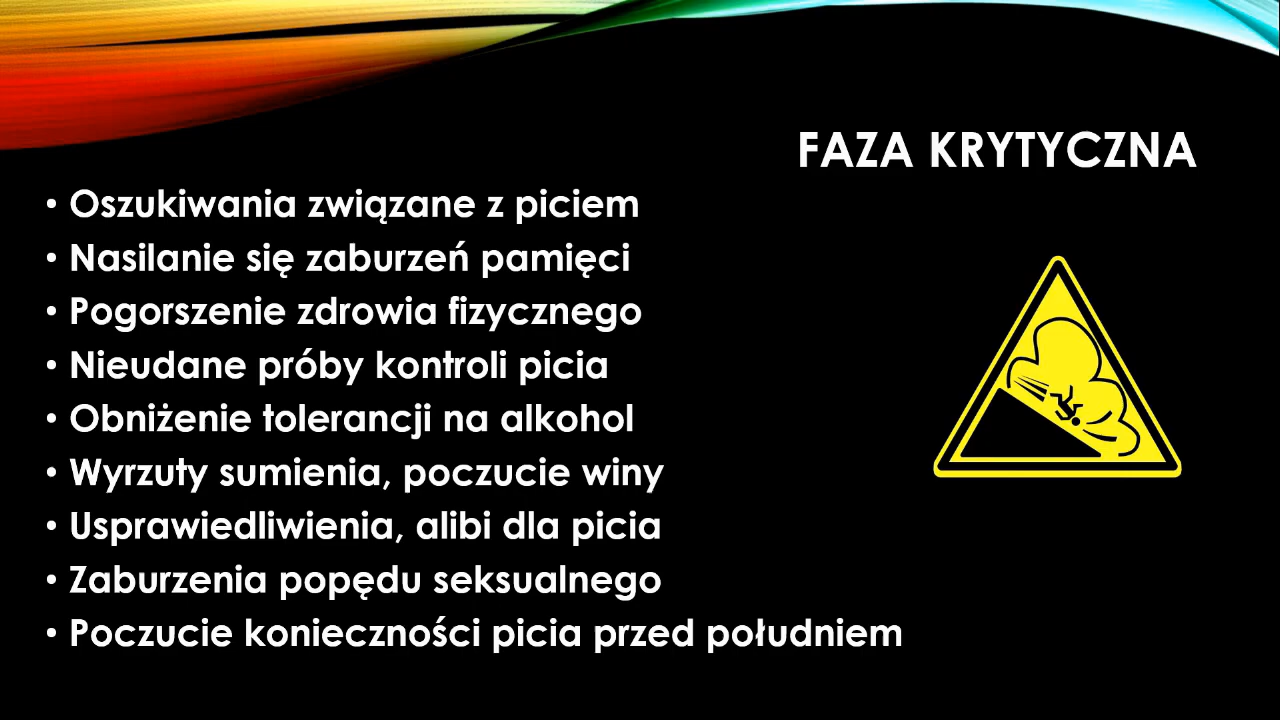 FAZA KRYTYCZNA
• Oszukiwania związane z piciem
• Nasilanie się zaburzeń pamięci
• Pogorszenie zdrowia fizycznego
• Nieudane próby kontroli picia
• Obniżenie tolerancji na alkohol
• Wyrzuty sumienia, poczucie winy
• Usprawiedliwienia, alibi dla picia
• Zaburzenia popędu seksualnego
• Poczucie konieczności picia przed południem